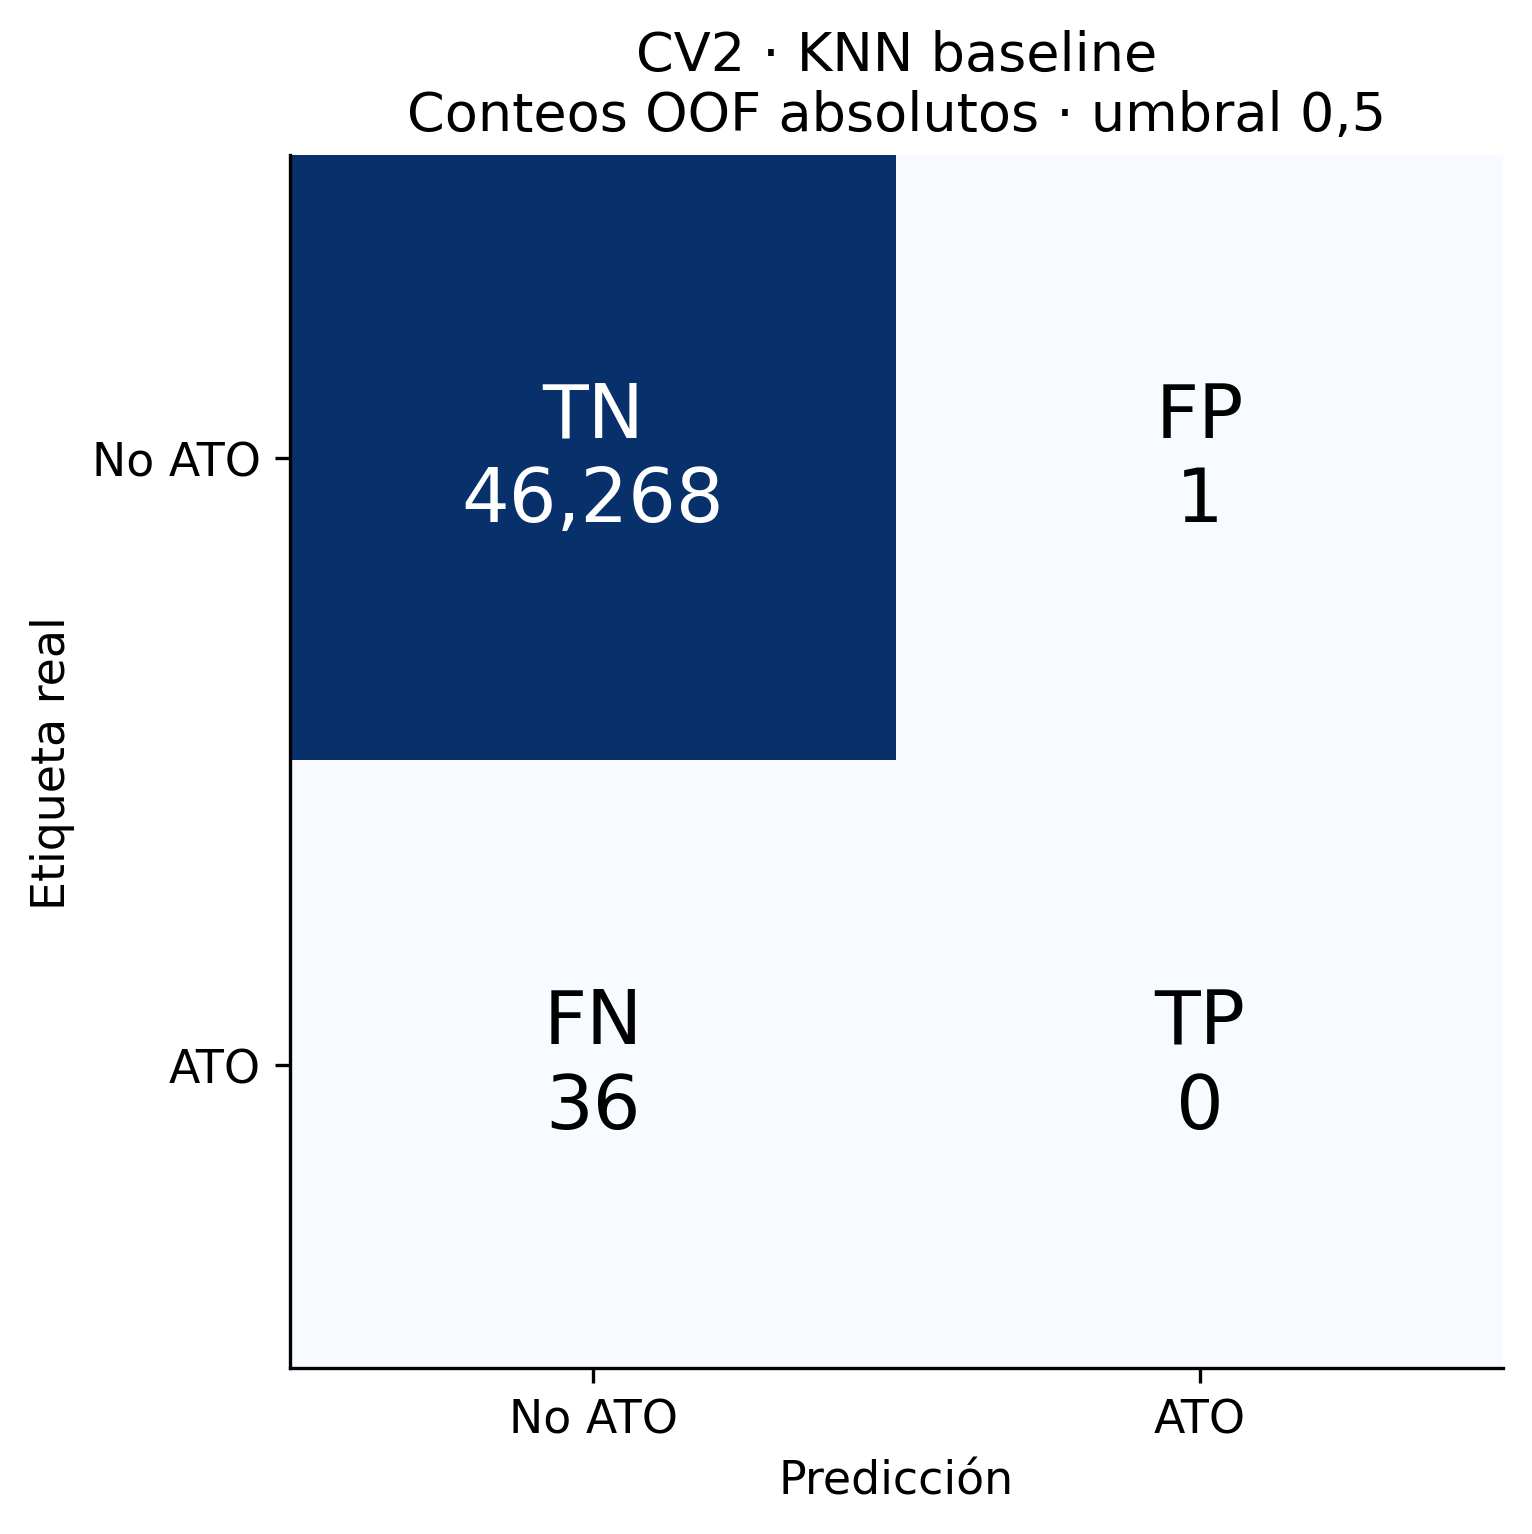 CV2 · KNN baseline
Conteos OOF absolutos · umbral 0,5
No ATO
TN
46,268
FP
1
Etiqueta real
ATO
FN
36
TP
0
No ATO
ATO
Predicción